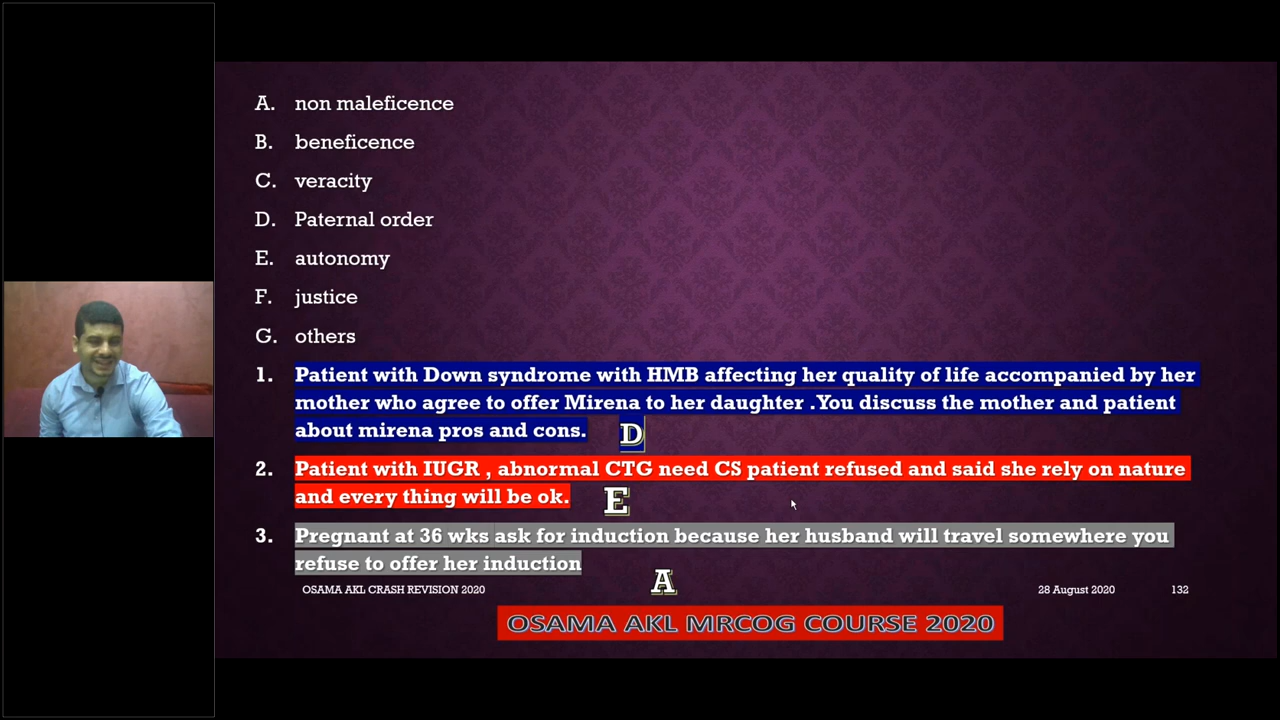 A. non maleficence
B. beneficence
C. veracity
D. Paternal order
E. autonomy
F. justice
G. others
1. Patient with Down syndrome with HMB affecting her quality of life accompanied by her
mother who agree to offer Mirena to her daughter .You discuss the mother and patient
about mirena pros and cons. D
2. Patient with IUGR , abnormal CTG need CS patient refused and said she rely on nature
and every thing will be ok. E
3. Pregnant at 36 wks ask for induction because her husband will travel somewhere you
refuse to offer her induction
A
OSAMA AKL CRASH REVISION 2020 28 August 2020 132
OSAMA AKL MRCOG COURSE 2020